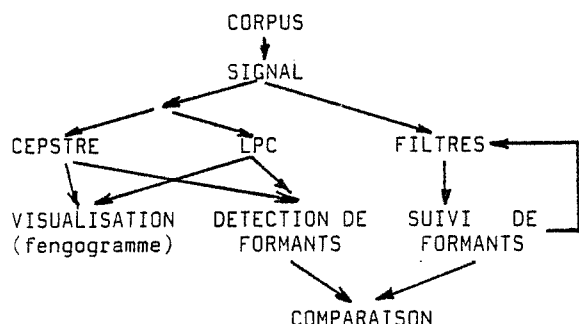 CORPUS
SIGNAL
CEPSTRE LPC FILTRES
VISUALISATION DETECTION DE SUIVI DE
(fengogramme) FORMANTS FORMANTS
COMPARAISON